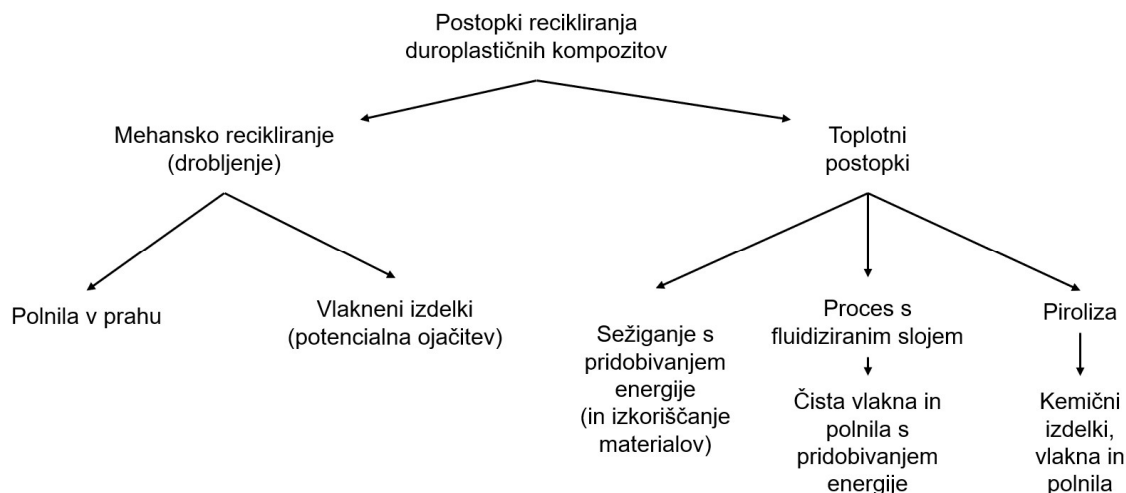 Postopki recikliranja
duroplastičnih kompozitov
Mehansko recikliranje
(drobljenje)
Toplotni
postopki
Polnila v prahu
Vlakneni izdelki
(potencialna ojačitev)
Sežiganje s
pridobivanjem
energije
(in izkoriščanje
materialov)
Proces s
fluidiziranim slojem
Čista vlakna in
polnila s
pridobivanjem
energije
Piroliza
Kemični
izdelki,
vlakna in
polnila